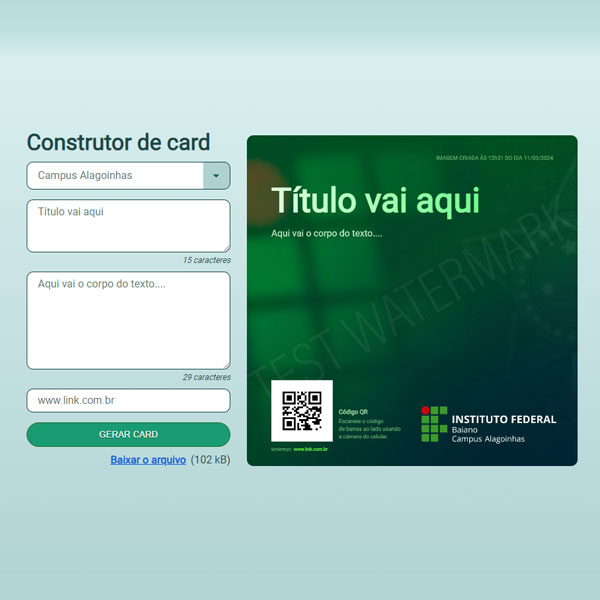 Construtor de card
Campus Alagoinhas
Título vai aqui
15 caracteres
Aqui vai o corpo do texto....
29 caracteres
www.link.com.br
GERAR CARD
Baixar o arquivo (102 kB)
IMAGEM CRIADA ÀS 12h31 DO DIA 11/03/2024
Título vai aqui
Aqui vai o corpo do texto....
TEST WATERMARK
Código QR
Escaneie o código
de barras ao lado usando
a câmera do celular.
endereço: www.link.com.br
INSTITUTO FEDERAL
Baiano
Campus Alagoinhas